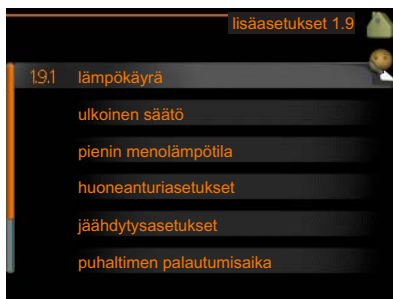 lisäasetukset 1.9
1.9.1 lämpökäyrä
ulkoinen säätö
pienin menolämpötila
huoneanturiasetukset
jäähdytysasetukset
puhaltimen palautumisaika